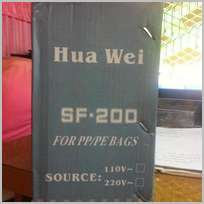 Hua Wei
SF-200
FOR PP/PE BAGS
SOURCE: 110V~ □
220V~ □